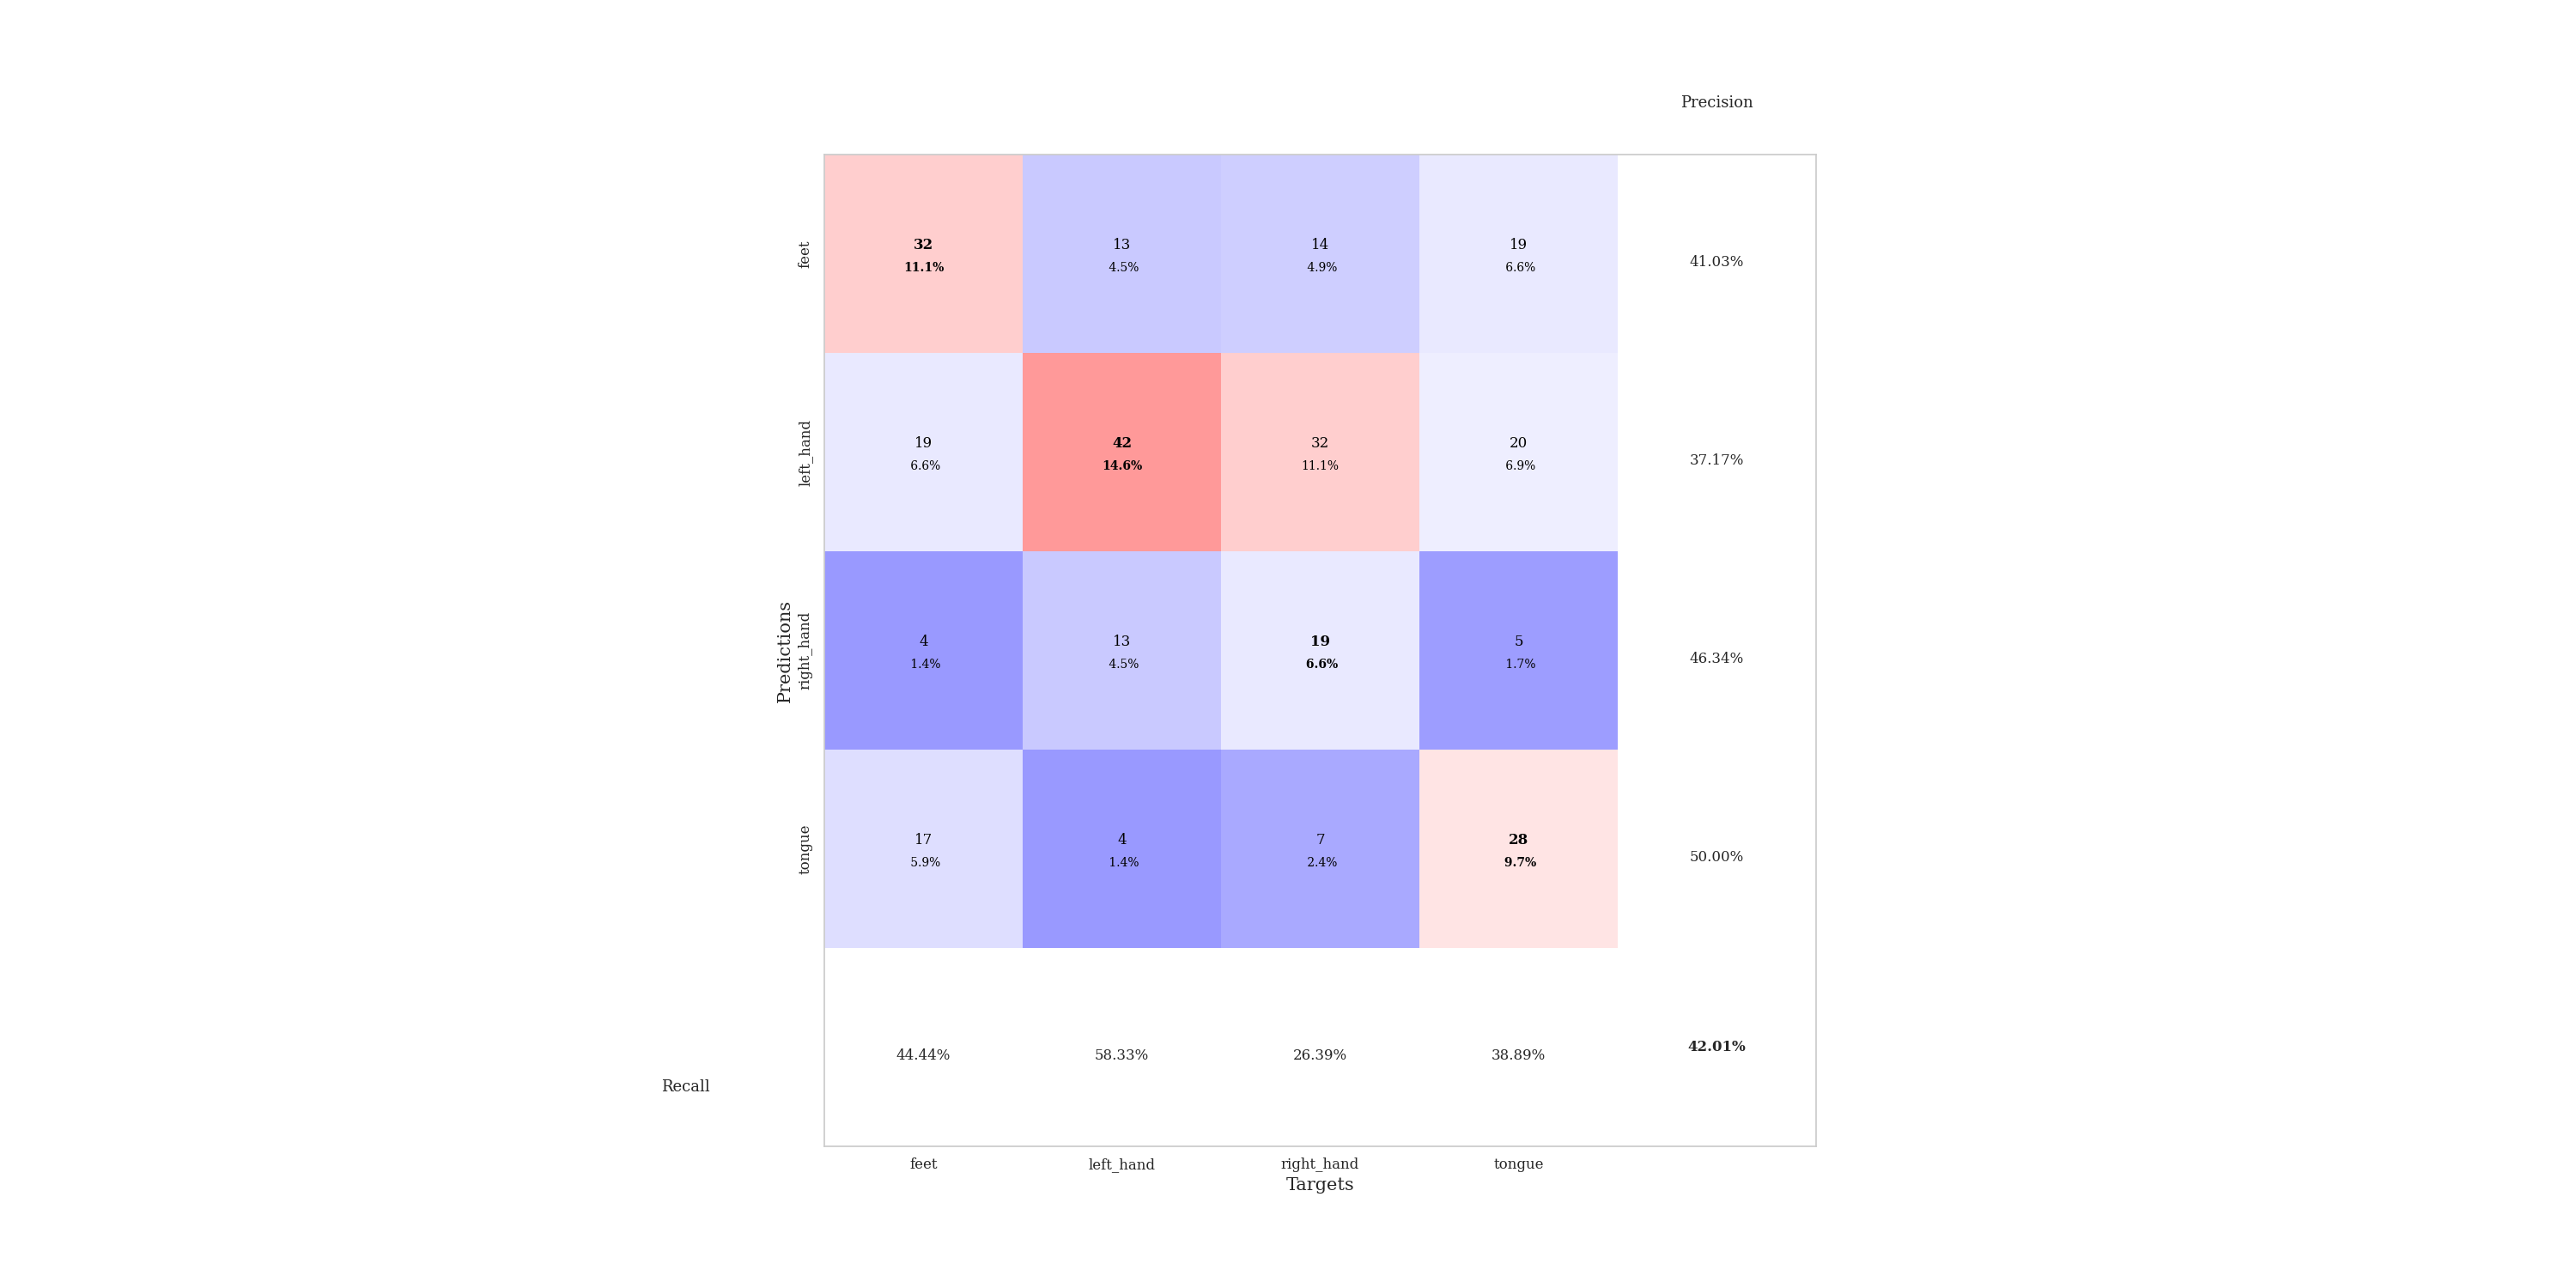 Precision
feet
32 13 14 19 41.03%
11.1% 4.5% 4.9% 6.6%
left_hand
19 42 32 20 37.17%
6.6% 14.6% 11.1% 6.9%
Predictions
right_hand
4 13 19 5 46.34%
1.4% 4.5% 6.6% 1.7%
tongue
17 4 7 28 50.00%
5.9% 1.4% 2.4% 9.7%
Recall
44.44% 58.33% 26.39% 38.89% 42.01%
feet left_hand right_hand tongue
Targets